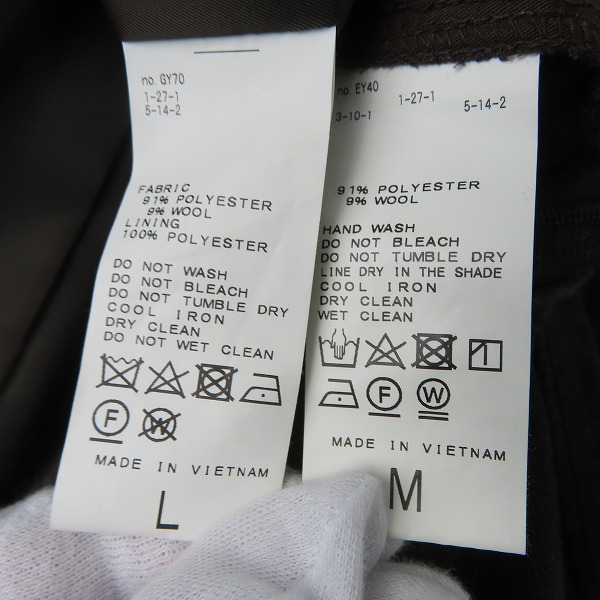 no. GY70
1-27-1
5-14-2
FABRIC
91% POLYESTER
9% WOOL
LINING
100% POLYESTER
DO NOT WASH
DO NOT BLEACH
DO NOT TUMBLE DRY
COOL IRON
DRY CLEAN
DO NOT WET CLEAN
F
W
MADE IN VIETNAM
L
no. EY40
1-27-1
5-14-2
3-10-1
91% POLYESTER
9% WOOL
HAND WASH
DO NOT BLEACH
DO NOT TUMBLE DRY
LINE DRY IN THE SHADE
COOL IRON
DRY CLEAN
WET CLEAN
F
W
MADE IN VIETNAM
M